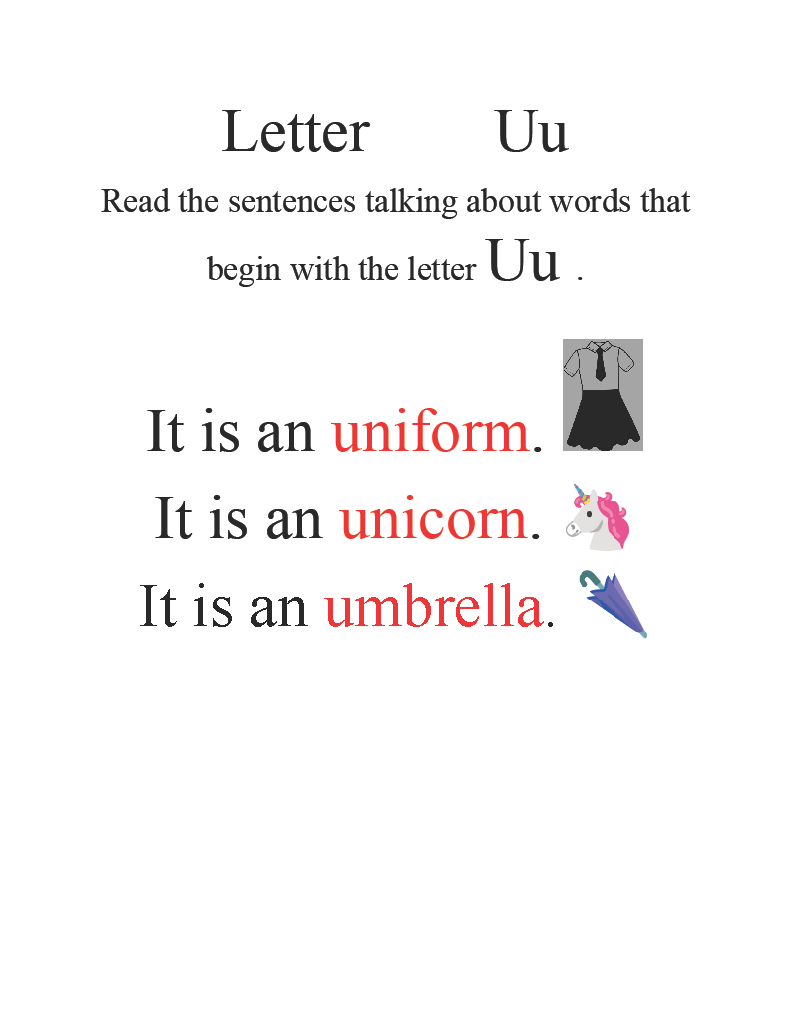 Letter Uu
Read the sentences talking about words that
begin with the letter Uu .
It is an uniform.
It is an unicorn.
It is an umbrella.